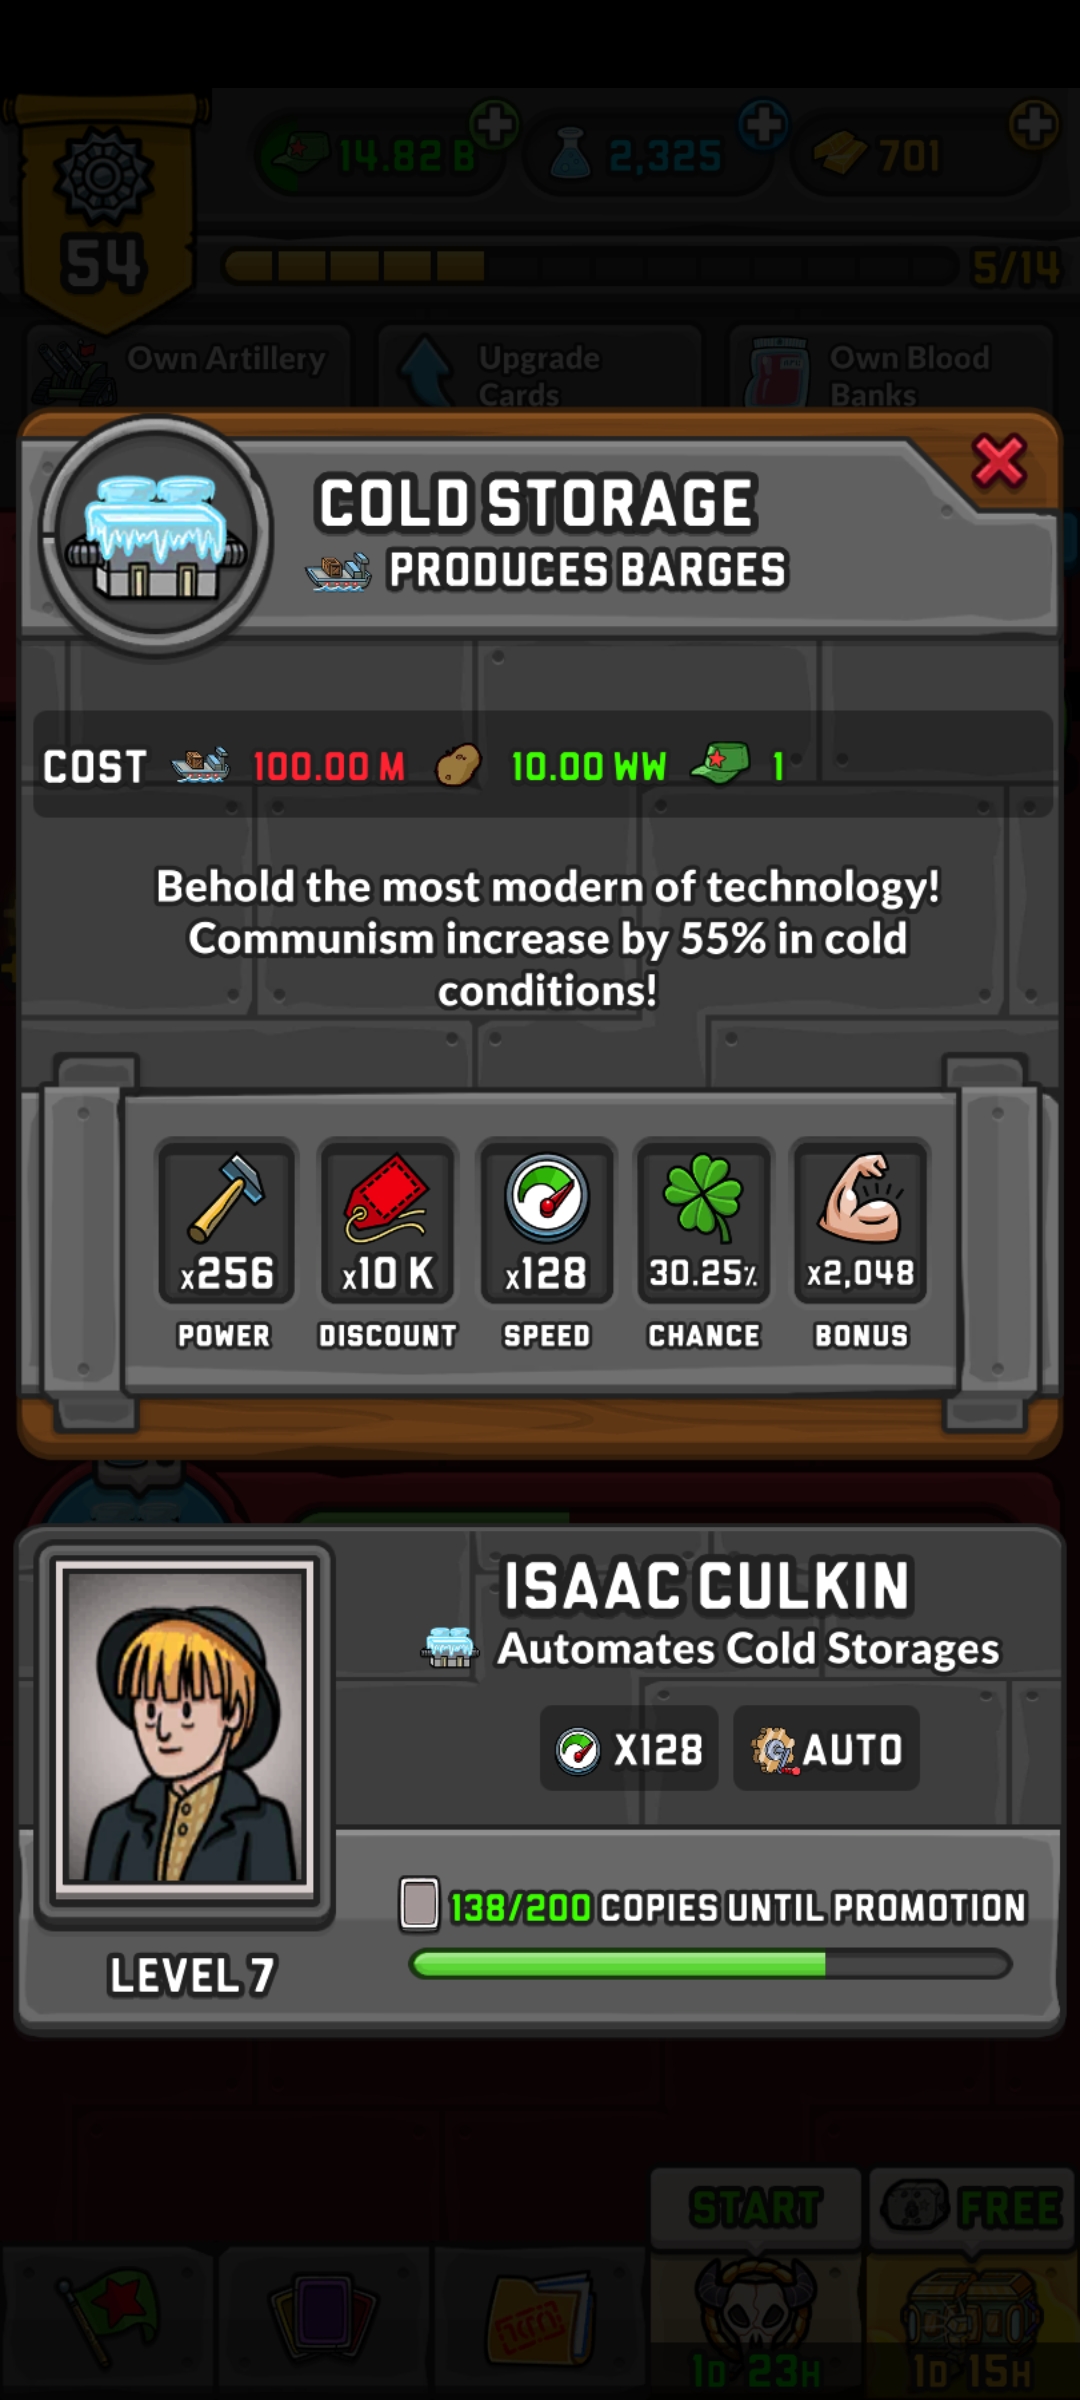 14.82 B
2,325
701
54
5/14
Own Artillery
Upgrade
Cards
Own Blood
Banks
COLD STORAGE
PRODUCES BARGES
COST 100.00 M 10.00 WW 1
Behold the most modern of technology!
Communism increase by 55% in cold
conditions!
x256 x10 K x128 30.25% x2,048
POWER DISCOUNT SPEED CHANCE BONUS
ISAAC CULKIN
Automates Cold Storages
X128 AUTO
138/200 COPIES UNTIL PROMOTION
LEVEL 7
START
FREE
1D 23H
1D 15H